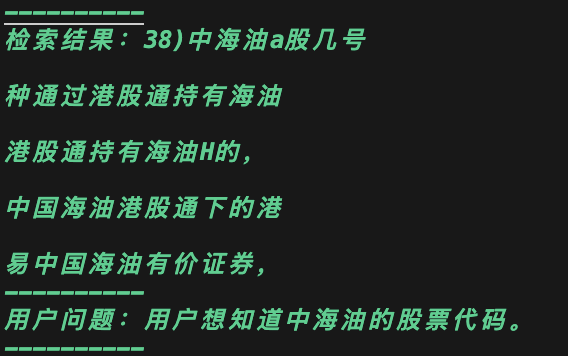 ----------
检索结果：38)中海油a股几号
种通过港股通持有海油
港股通持有海油H的，
中国海油港股通下的港
易中国海油有价证券，
----------
用户问题：用户想知道中海油的股票代码。
----------